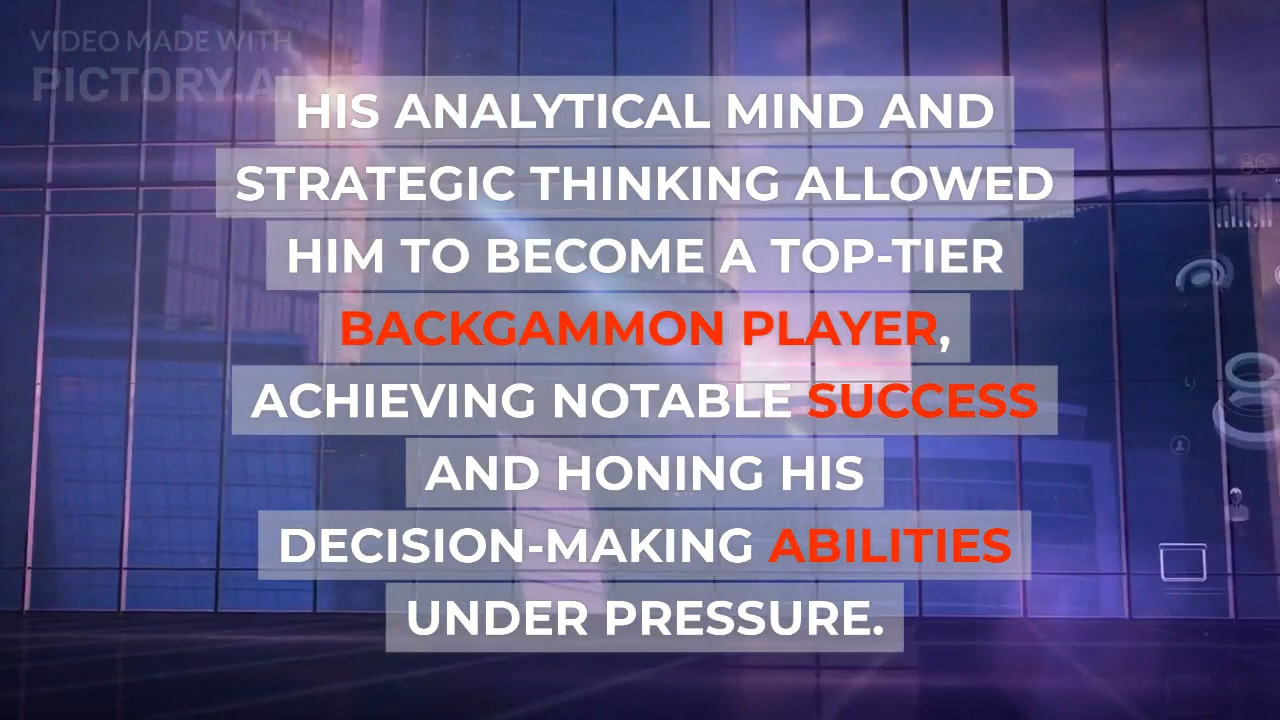 VIDEO MADE WITH
PICTORY.AI
HIS ANALYTICAL MIND AND
STRATEGIC THINKING ALLOWED
HIM TO BECOME A TOP-TIER
BACKGAMMON PLAYER,
ACHIEVING NOTABLE SUCCESS
AND HONING HIS
DECISION-MAKING ABILITIES
UNDER PRESSURE.